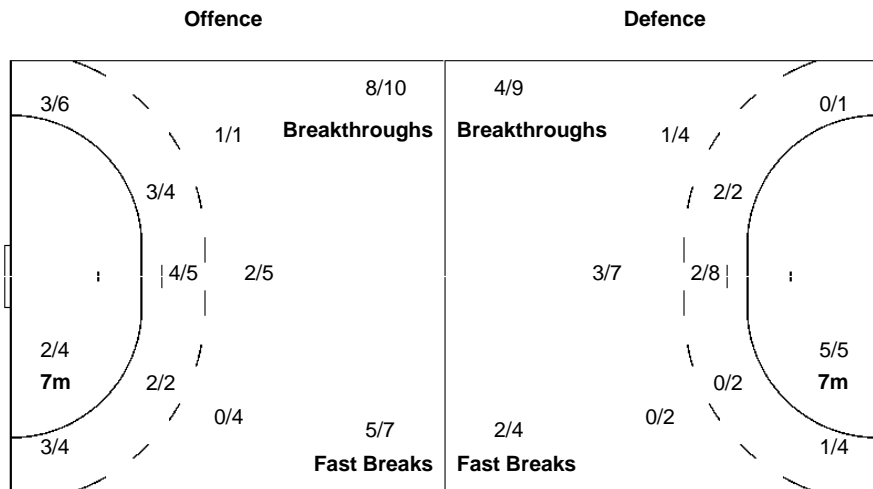 Offence
Defence
8/10
4/9
3/6
0/1
1/1
Breakthroughs
Breakthroughs
1/4
3/4
2/2
4/5
2/5
3/7
2/8
2/4
5/5
7m
2/2
0/2
7m
0/4
5/7
2/4
0/2
3/4
1/4
Fast Breaks
Fast Breaks